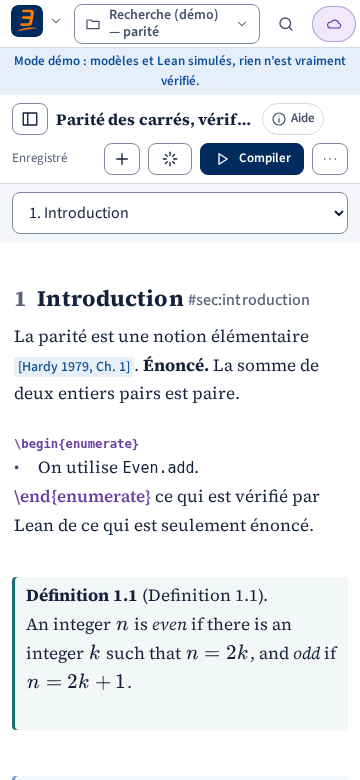 Recherche (démo)
— parité
Mode démo : modèles et Lean simulés, rien n’est vraiment
vérifié.
Parité des carrés, vérif…
Aide
Enregistré
Compiler
1. Introduction
1 Introduction #sec:introduction
La parité est une notion élémentaire
[Hardy 1979, Ch. 1]. Énoncé. La somme de
deux entiers pairs est paire.
\begin{enumerate}
• On utilise Even.add.
\end{enumerate} ce qui est vérifié par
Lean de ce qui est seulement énoncé.
Définition 1.1 (Definition 1.1).
An integer n is even if there is an
integer k such that n = 2k, and odd if
n = 2k + 1.